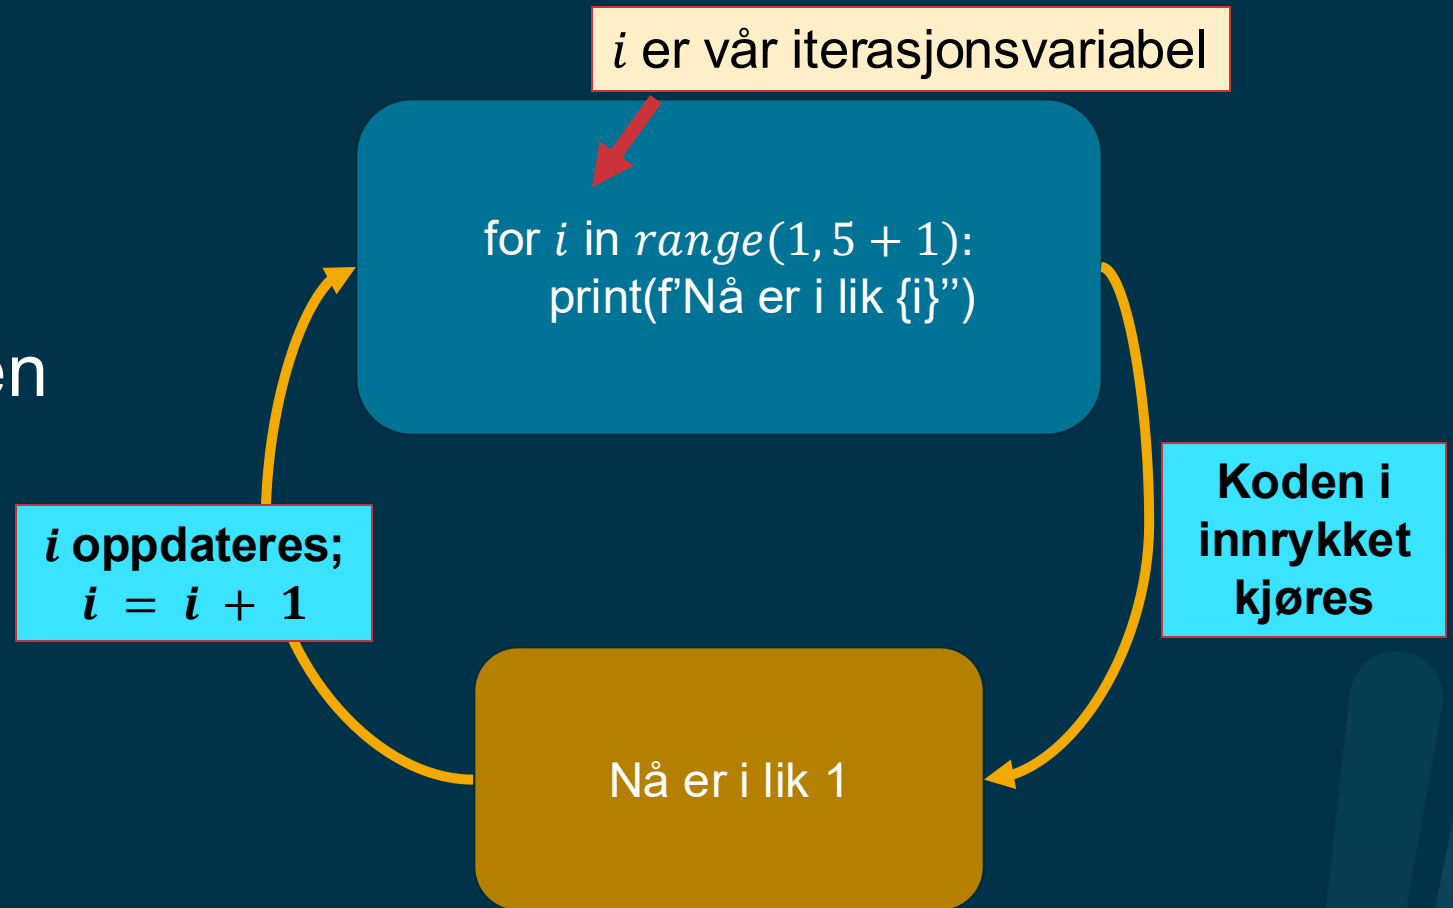 i er vår iterasjonsvariabel
for i in range(1, 5 + 1):
print(f’Nå er i lik {i}”)
en
Koden i
innrykket
kjøres
i oppdateres;
i = i + 1
Nå er i lik 1